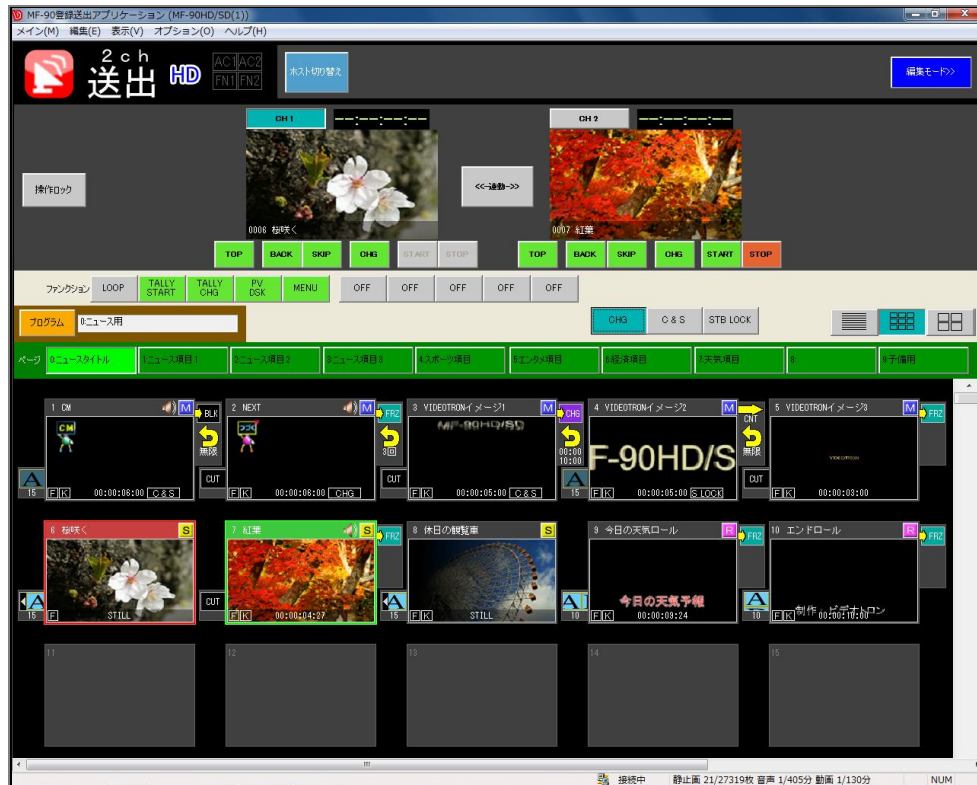 MF-90登録送出アプリケーション (MF-90HD/SD(1))
メイン(M) 編集(E) 表示(V) オプション(O) ヘルプ(H)
2ch
送出 HD
AC1 AC2
FN1 FN2
ホスト切り替え
編集モード>>
CH 1 --:--:--:--
CH 2 --:--:--:--
操作ロック
<<-連動->>
0006 桜咲く
0007 紅葉
TOP BACK SKIP CHG START STOP
TOP BACK SKIP CHG START STOP
ファンクション LOOP TALLY START TALLY CHG PV DSK MENU OFF OFF OFF OFF OFF
プログラム 0:ニュース用
CHG C & S STB LOCK
ページ 0:ニュースタイトル 1:ニュース項目1 2:ニュース項目2 3:ニュース項目3 4:スポーツ項目 5:エンタメ項目 6:経済項目 7:天気項目 8: 9:予備用
1 CM M BLK 2 NEXT M FRZ 3 VIDEOTRONイメージ1 M CHG 4 VIDEOTRONイメージ2 M CNT 5 VIDEOTRONイメージ3 M FRZ
CM つづく MF-90HD/SD F-90HD/S VIDEOTRON
無限 3回 00:00 10:00 無限
CUT CUT CUT
A 15 F K 00:00:06:00 C & S F K 00:00:06:00 CHG F K 00:00:05:00 C & S A 15 F K 00:00:05:00 S LOCK F K 00:00:03:00
6 桜咲く S 7 紅葉 S FRZ 8 休日の観覧車 S 9 今日の天気ロール R FRZ 10 エンドロール R FRZ
CUT
今日の天気予報
制作・ビデオトロン
A 15 F STILL F K 00:00:04:27 A 15 F K STILL A 10 F K 00:00:09:24 A 10 F K 00:00:10:00
11 12 13 14 15
接続中 静止画 21/27319枚 音声 1/405分 動画 1/130分 NUM